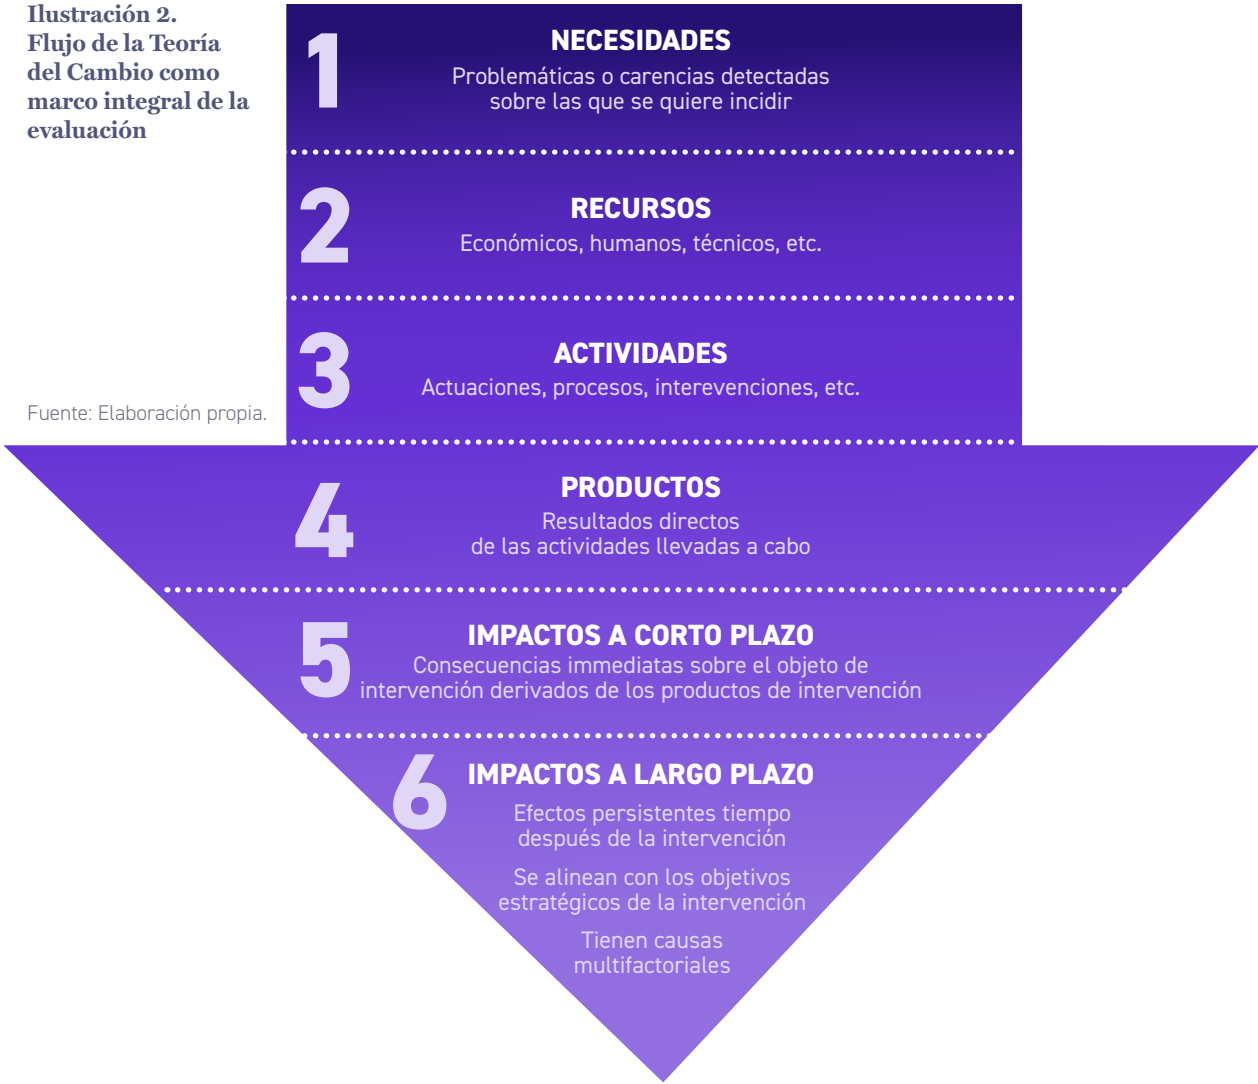 Ilustración 2.
Flujo de la Teoría
del Cambio como
marco integral de la
evaluación
Fuente: Elaboración propia.
1
NECESIDADES
Problemáticas o carencias detectadas
sobre las que se quiere incidir
2
RECURSOS
Económicos, humanos, técnicos, etc.
3
ACTIVIDADES
Actuaciones, procesos, interevenciones, etc.
4
PRODUCTOS
Resultados directos
de las actividades llevadas a cabo
5
IMPACTOS A CORTO PLAZO
Consecuencias immediatas sobre el objeto de
intervención derivados de los productos de intervención
6
IMPACTOS A LARGO PLAZO
Efectos persistentes tiempo
después de la intervención
Se alinean con los objetivos
estratégicos de la intervención
Tienen causas
multifactoriales